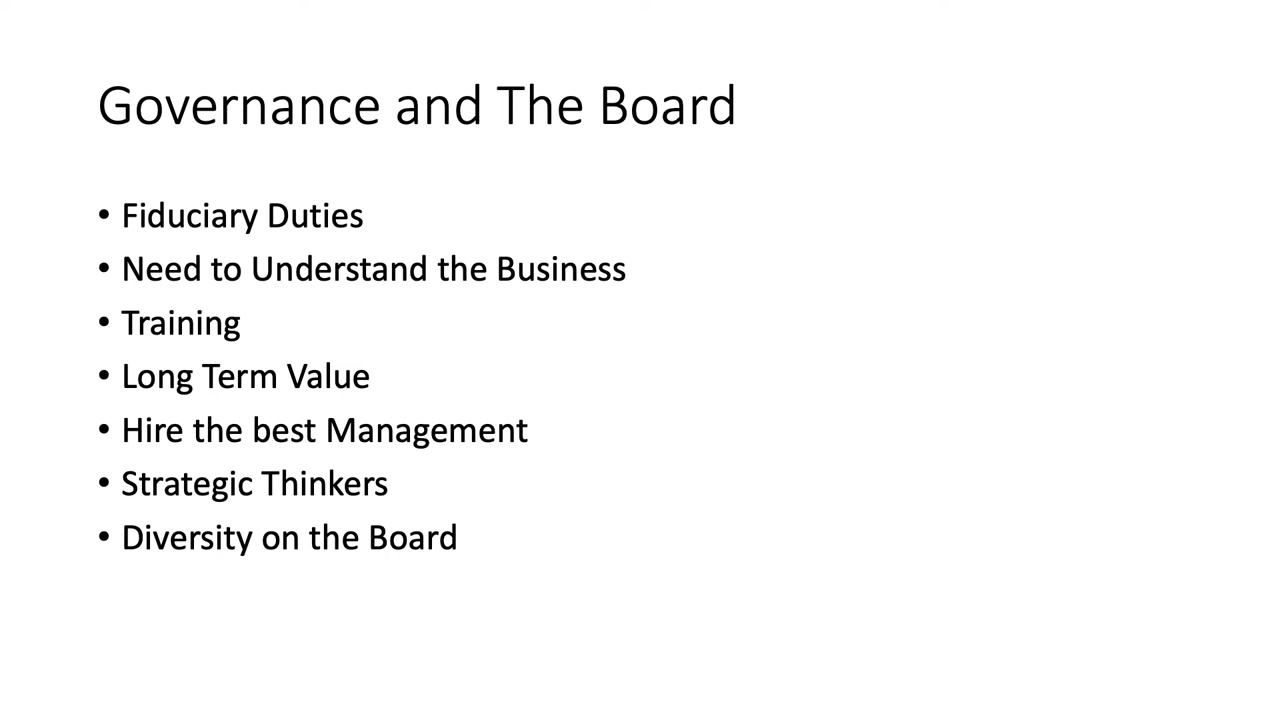 Governance and The Board
• Fiduciary Duties
• Need to Understand the Business
• Training
• Long Term Value
• Hire the best Management
• Strategic Thinkers
• Diversity on the Board